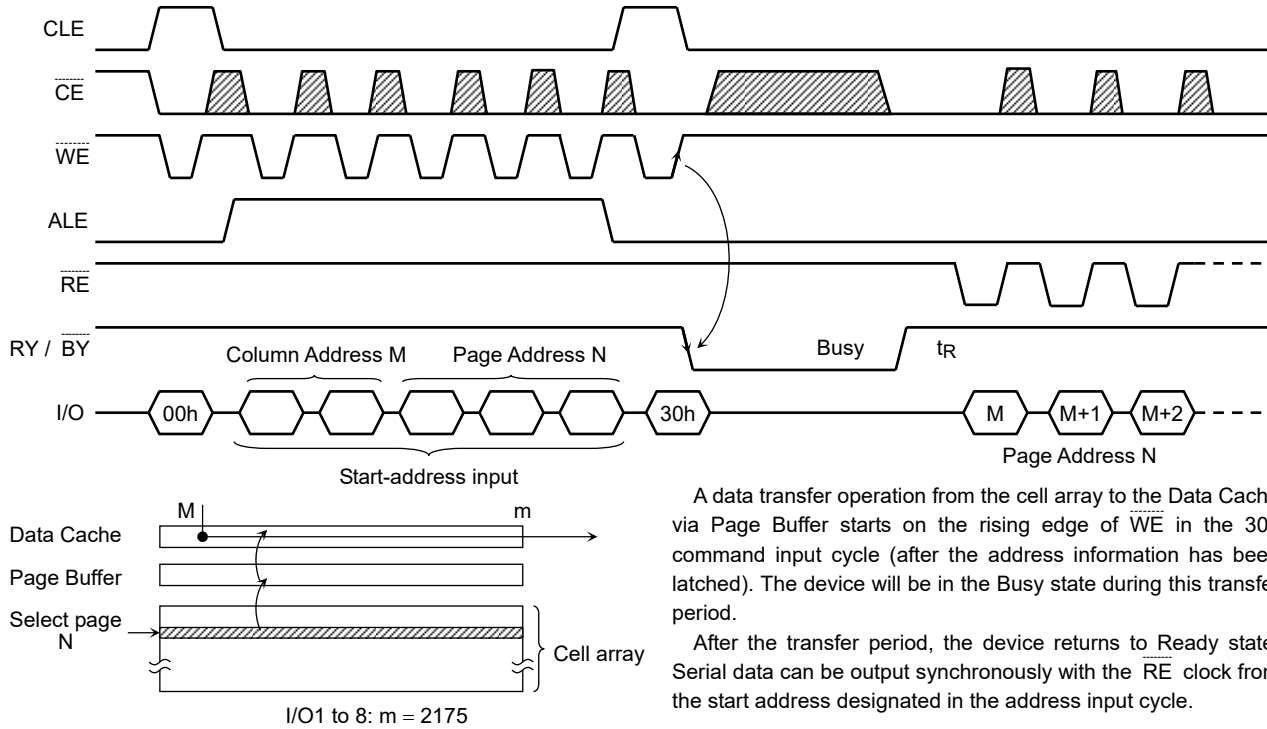 CLE
CE
WE
ALE
RE
RY / BY
Column Address M Page Address N Busy tR
I/O 00h 30h M M+1 M+2
Start-address input
Page Address N
M m
Data Cache
Page Buffer
Select page
N
Cell array
I/O1 to 8: m = 2175
A data transfer operation from the cell array to the Data Cach
via Page Buffer starts on the rising edge of WE in the 30
command input cycle (after the address information has bee
latched). The device will be in the Busy state during this transfe
period.
After the transfer period, the device returns to Ready state
Serial data can be output synchronously with the RE clock from
the start address designated in the address input cycle.